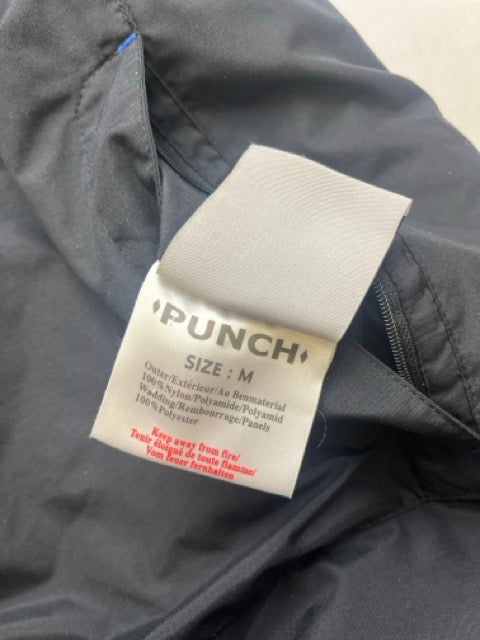 ♦PUNCH♦
SIZE : M
Outer/Extérieur/Au Benmaterial
100%Nylon/Polyamide/Polyamid
Wadding/Rembourrage/Panels
100%Polyester
Keep away from fire/
Tenir éloigné de toute flamme/
Vom feuer fernhalten